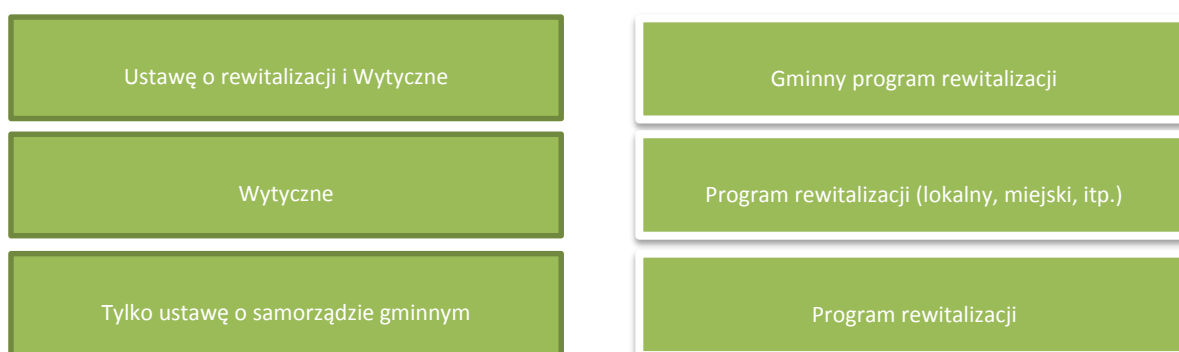 Ustawę o rewitalizacji i Wytyczne
Gminny program rewitalizacji
Wytyczne
Program rewitalizacji (lokalny, miejski, itp.)
Tylko ustawę o samorządzie gminnym
Program rewitalizacji